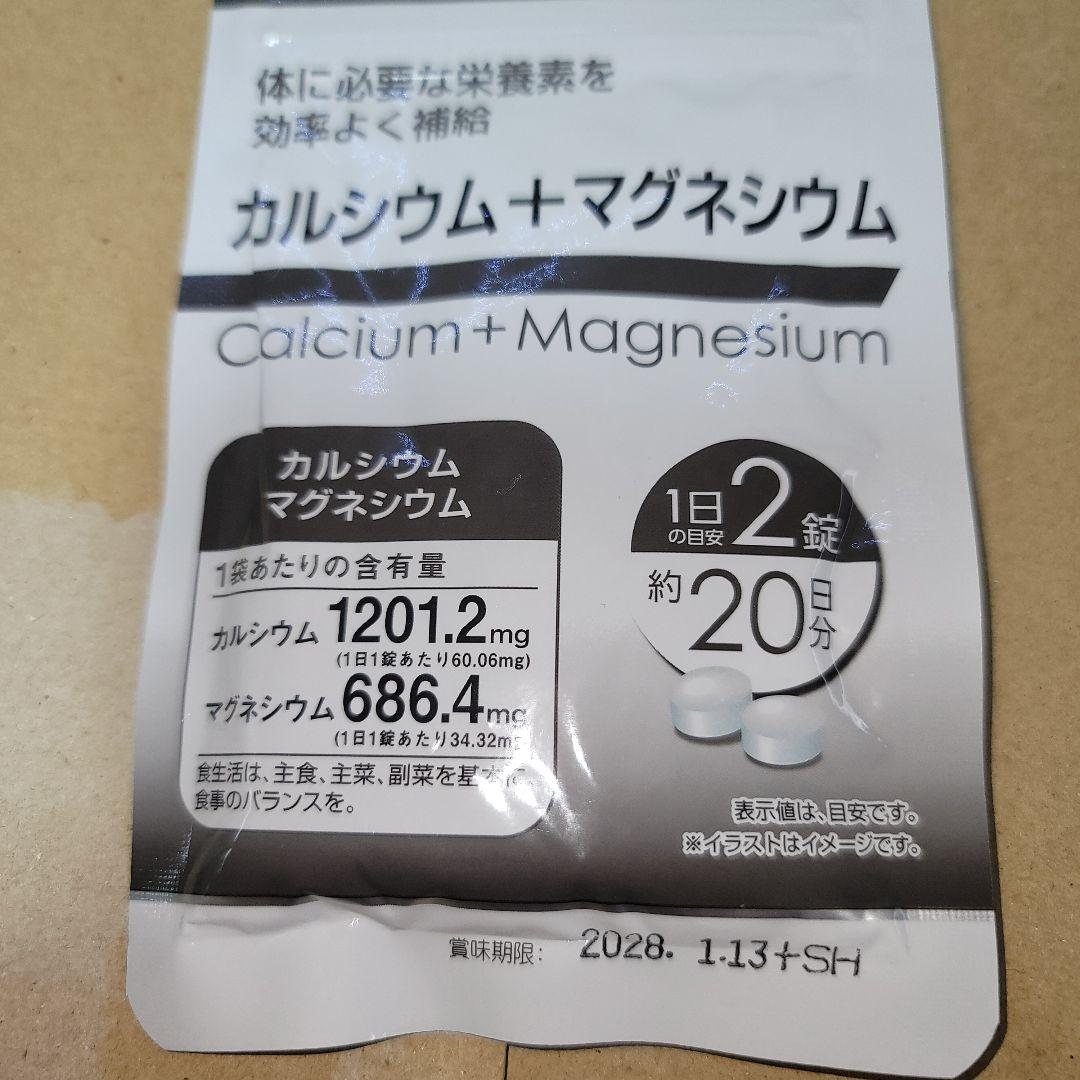 体に必要な栄養素を
効率よく補給
カルシウム＋マグネシウム
Calcium+Magnesium
カルシウム
マグネシウム
1袋あたりの含有量
カルシウム 1201.2mg
(1日1錠あたり60.06mg)
マグネシウム 686.4mg
(1日1錠あたり34.32mg
食生活は、主食、主菜、副菜を基本に、
食事のバランスを。
1日の目安 2錠
約20日分
表示値は、目安です。
※イラストはイメージです。
賞味期限: 2028. 1.13+SH